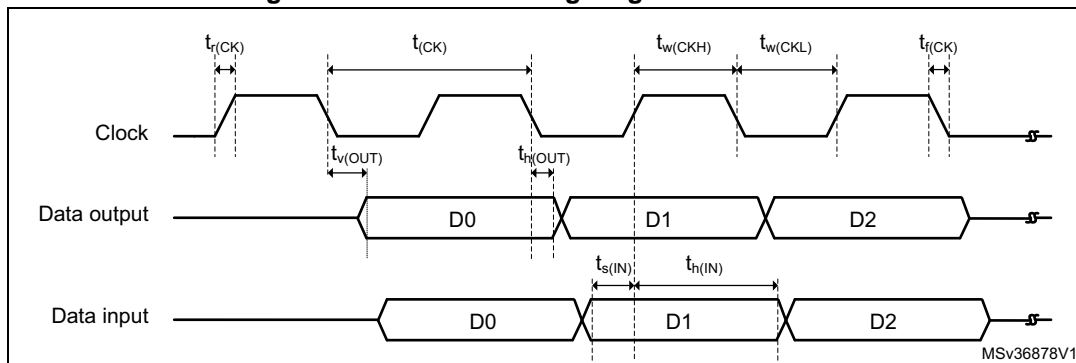 tr(CK) t(CK) tw(CKH) tw(CKL) tf(CK)
Clock
tv(OUT) th(OUT)
Data output D0 D1 D2
ts(IN) th(IN)
Data input D0 D1 D2
MSv36878V1